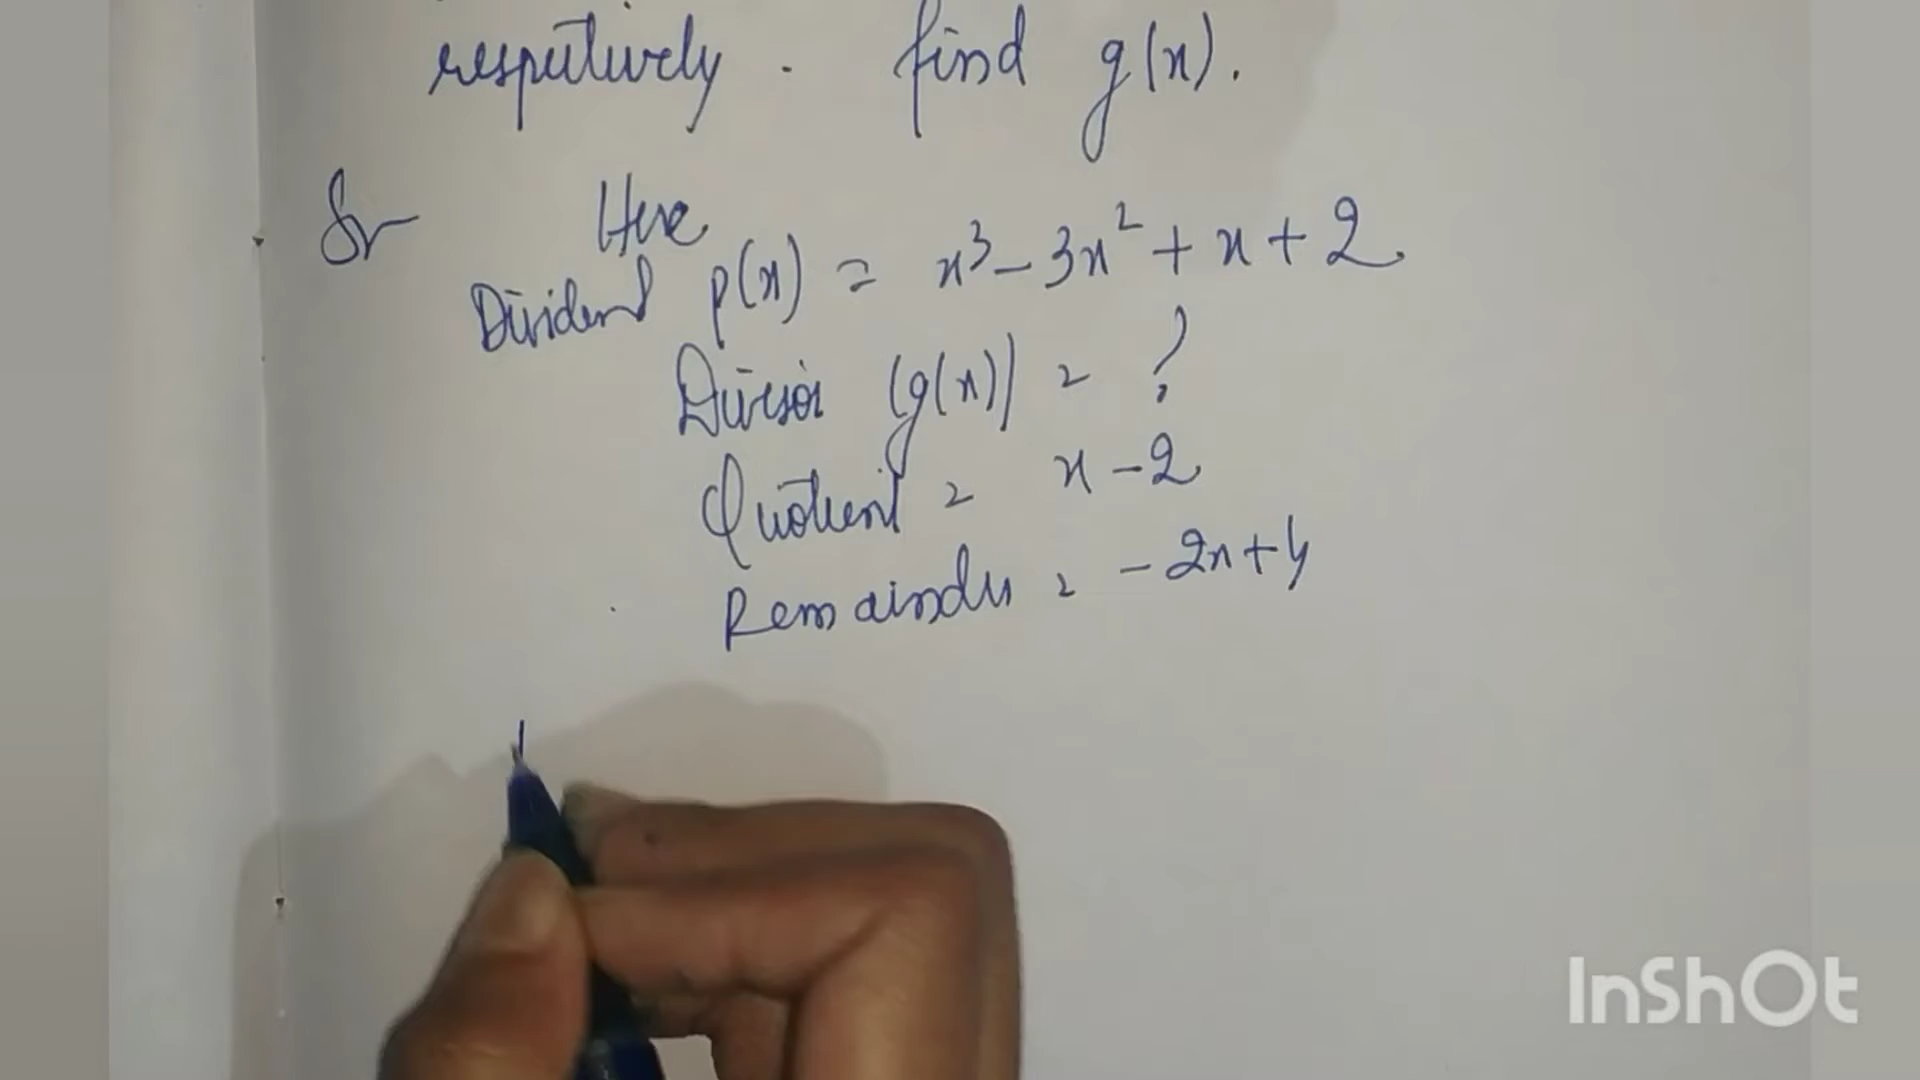 respectively. find g(x).
Sol Here
Dividend p(x) = x³ - 3x² + x + 2
Divisor (g(x)) = ?
Quotient = x - 2
Remainder = -2x + 4
InShOt